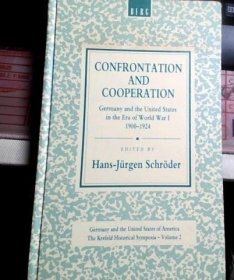 BERG
CONFRONTATION
AND
COOPERATION
Germany and the United States
in the Era of World War I
1900–1924
EDITED BY
Hans-Jürgen Schröder
Germany and the United States of America
The Krefeld Historical Symposia – Volume 2